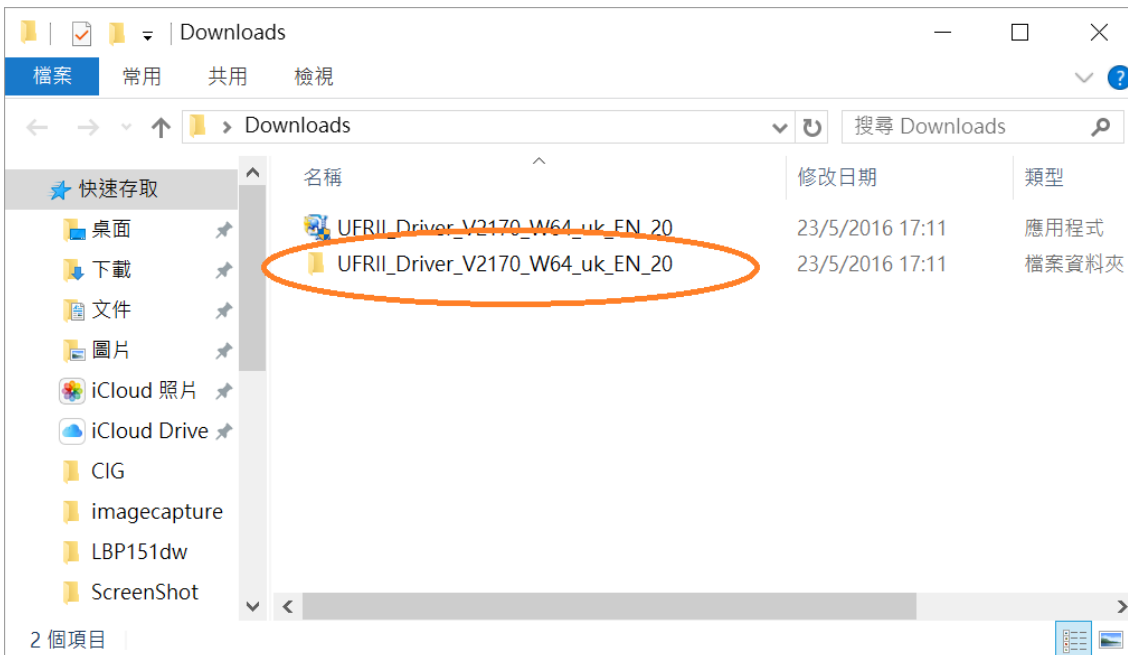 Downloads
檔案 常用 共用 檢視
Downloads 搜尋 Downloads
名稱 修改日期 類型
快速存取
桌面
下載
文件
圖片
iCloud 照片
iCloud Drive
CIG
imagecapture
LBP151dw
ScreenShot
UFRII_Driver_V2170_W64_uk_EN_20 23/5/2016 17:11 應用程式
UFRII_Driver_V2170_W64_uk_EN_20 23/5/2016 17:11 檔案資料夾
2 個項目